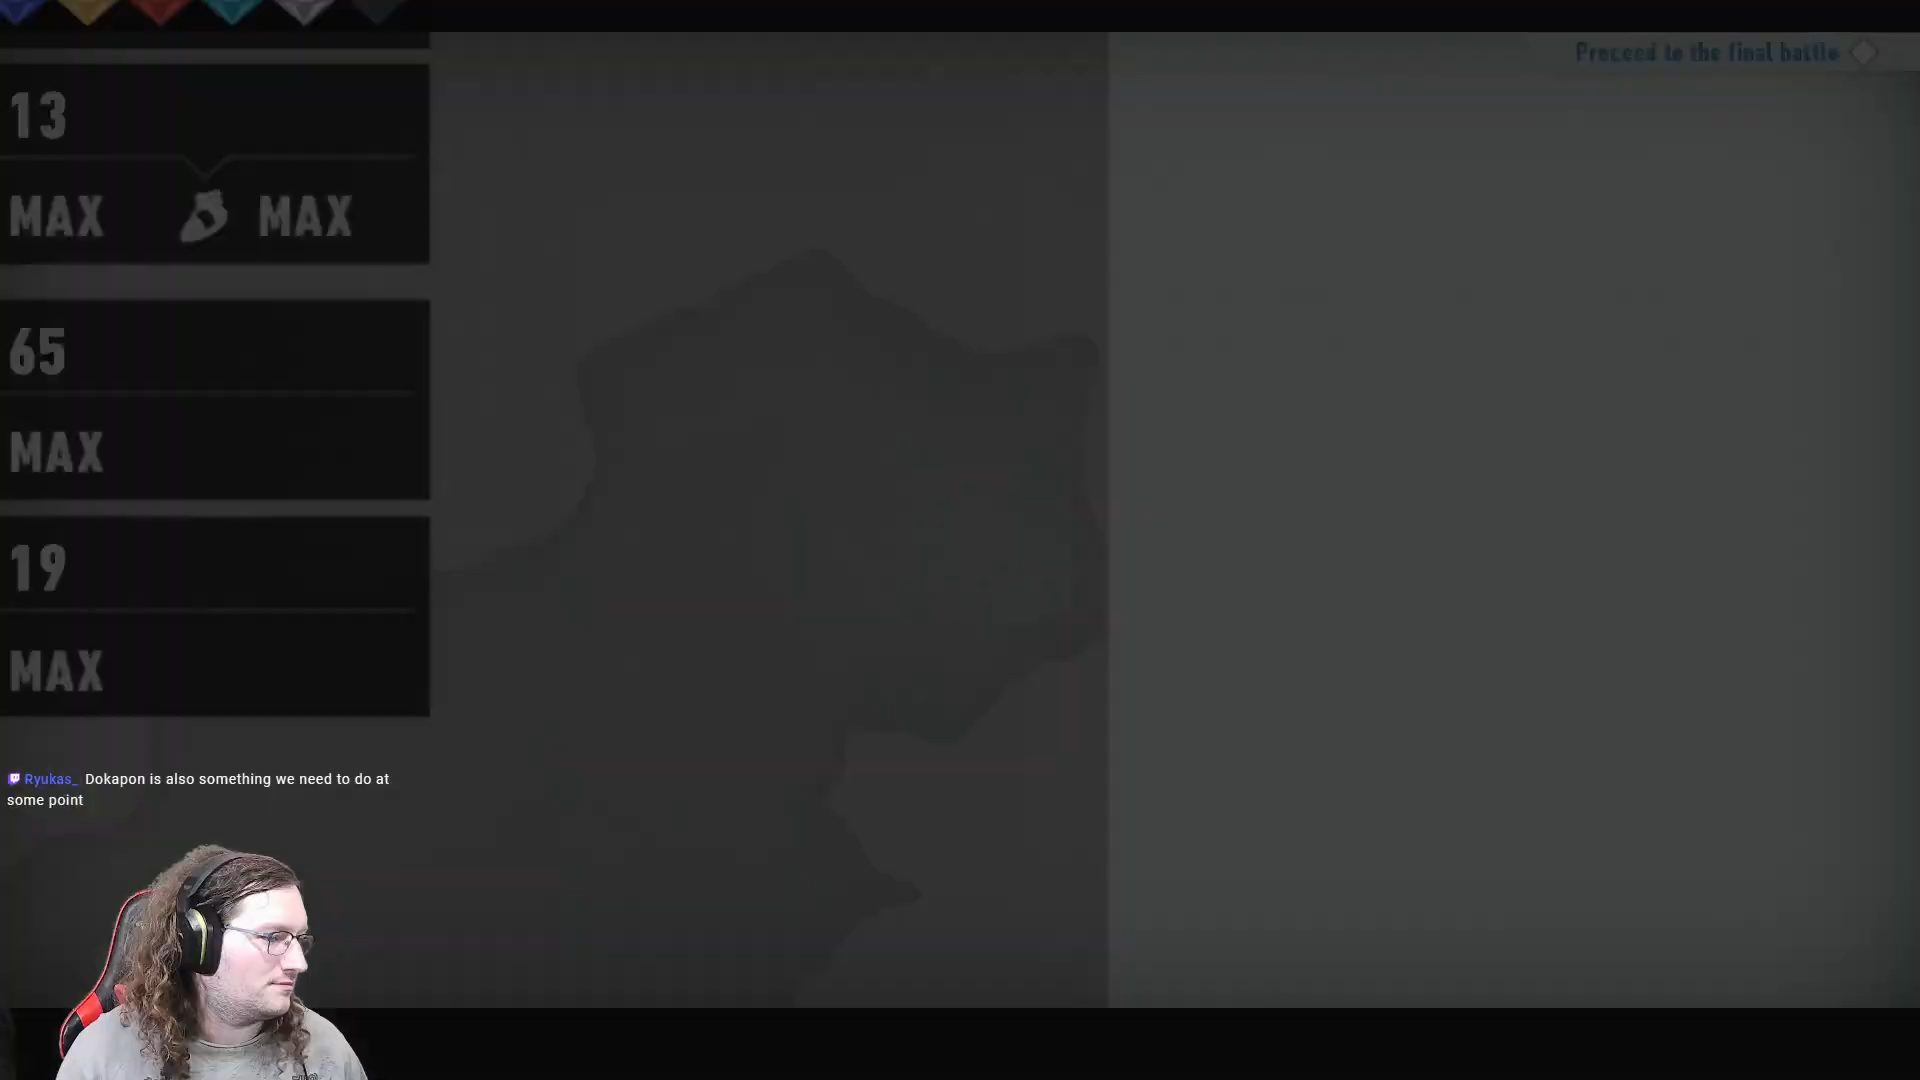 Proceed to the final battle
13
MAX MAX
65
MAX
19
MAX
Ryukas_ Dokapon is also something we need to do at
some point